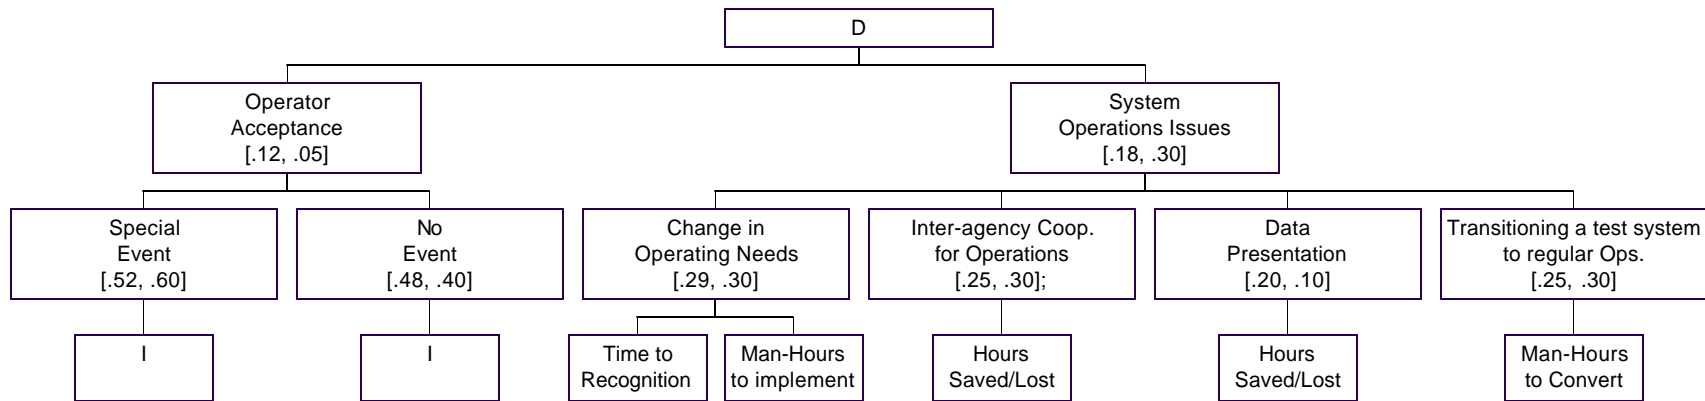 D
Operator
Acceptance
[.12, .05]
System
Operations Issues
[.18, .30]
Special
Event
[.52, .60]
No
Event
[.48, .40]
Change in
Operating Needs
[.29, .30]
Inter-agency Coop.
for Operations
[.25, .30];
Data
Presentation
[.20, .10]
Transitioning a test system
to regular Ops.
[.25, .30]
I
I
Time to
Recognition
Man-Hours
to implement
Hours
Saved/Lost
Hours
Saved/Lost
Man-Hours
to Convert